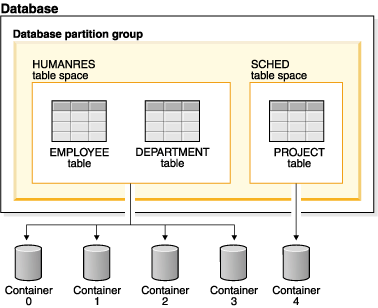 Database
Database partition group
HUMANRES
table space
SCHED
table space
EMPLOYEE
table
DEPARTMENT
table
PROJECT
table
Container
0
Container
1
Container
2
Container
3
Container
4